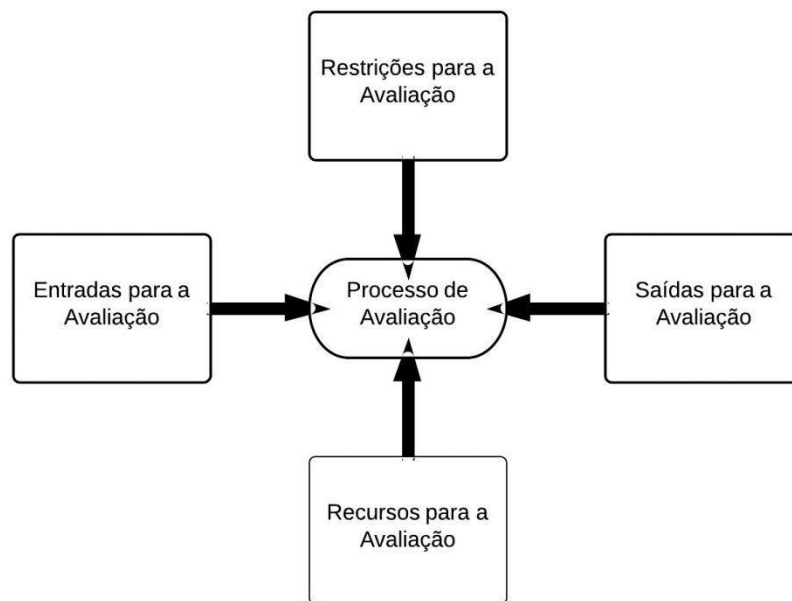 Restrições para a
Avaliação
Entradas para a
Avaliação
Processo de
Avaliação
Saídas para a
Avaliação
Recursos para a
Avaliação